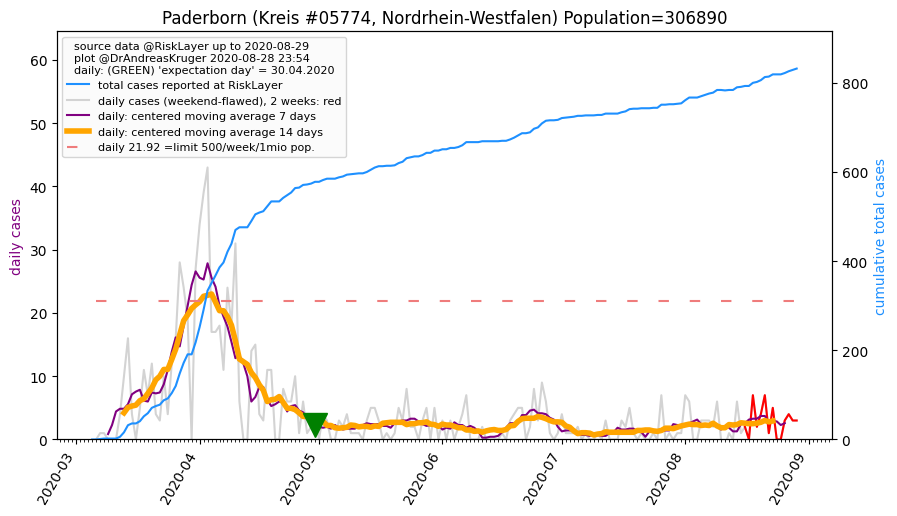 Paderborn (Kreis #05774, Nordrhein-Westfalen) Population=306890
source data @RiskLayer up to 2020-08-29
plot @DrAndreasKruger 2020-08-28 23:54
daily: (GREEN) 'expectation day' = 30.04.2020
total cases reported at RiskLayer
daily cases (weekend-flawed), 2 weeks: red
daily: centered moving average 7 days
daily: centered moving average 14 days
daily 21.92 =limit 500/week/1mio pop.
daily cases
60
50
40
30
20
10
0
cumulative total cases
800
600
400
200
0
2020-03
2020-04
2020-05
2020-06
2020-07
2020-08
2020-09